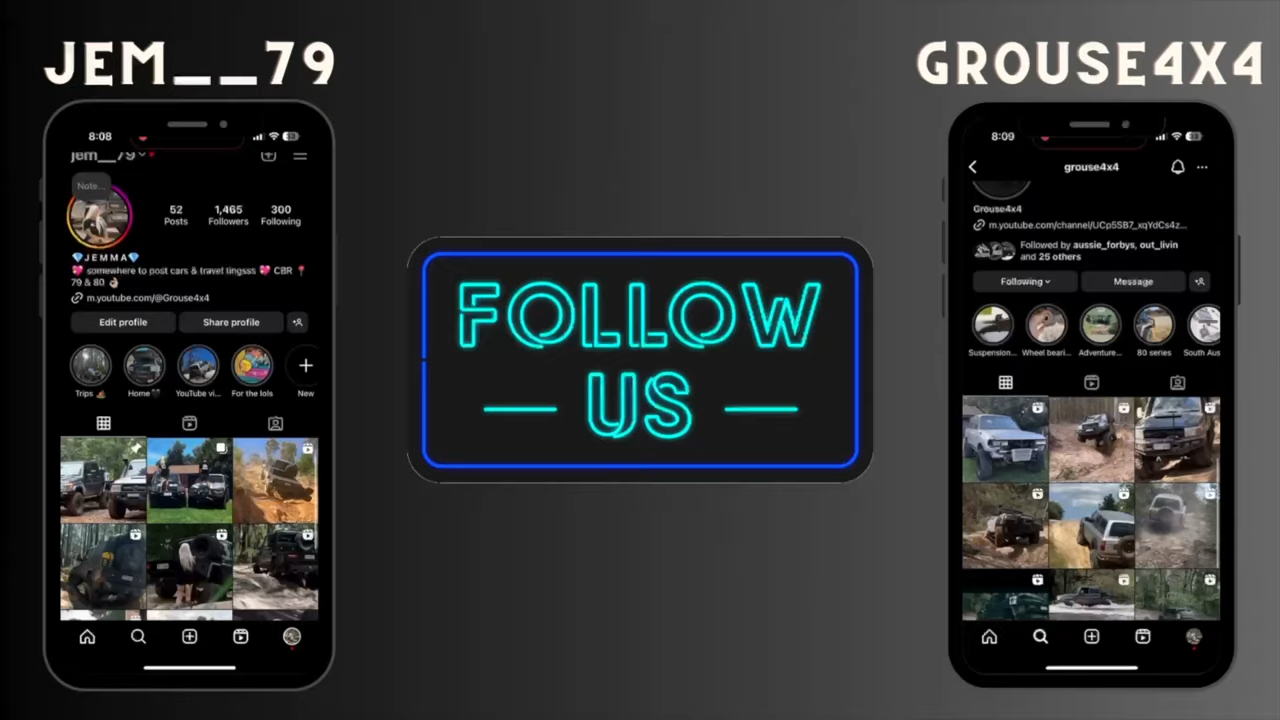 JEM__79
8:08
jem__79
Note...
52
1,465
300
Posts
Followers
Following
💎JEMMA💎
💖 somewhere to post cars & travel tingsss 💖 CBR 📍
79 & 80 👌🏼
m.youtube.com/@Grouse4x4
Edit profile
Share profile
Trips 🏕️
Home🖤
YouTube vi...
For the lols
New
FOLLOW
US
GROUSE4X4
8:09
grouse4x4
Grouse4x4
m.youtube.com/channel/UCp5SB7_xqYdCs4z...
Followed by aussie_forbys, out_livin
and 25 others
Following
Message
Suspension...
Wheel beari...
Adventure...
80 series
South Aus